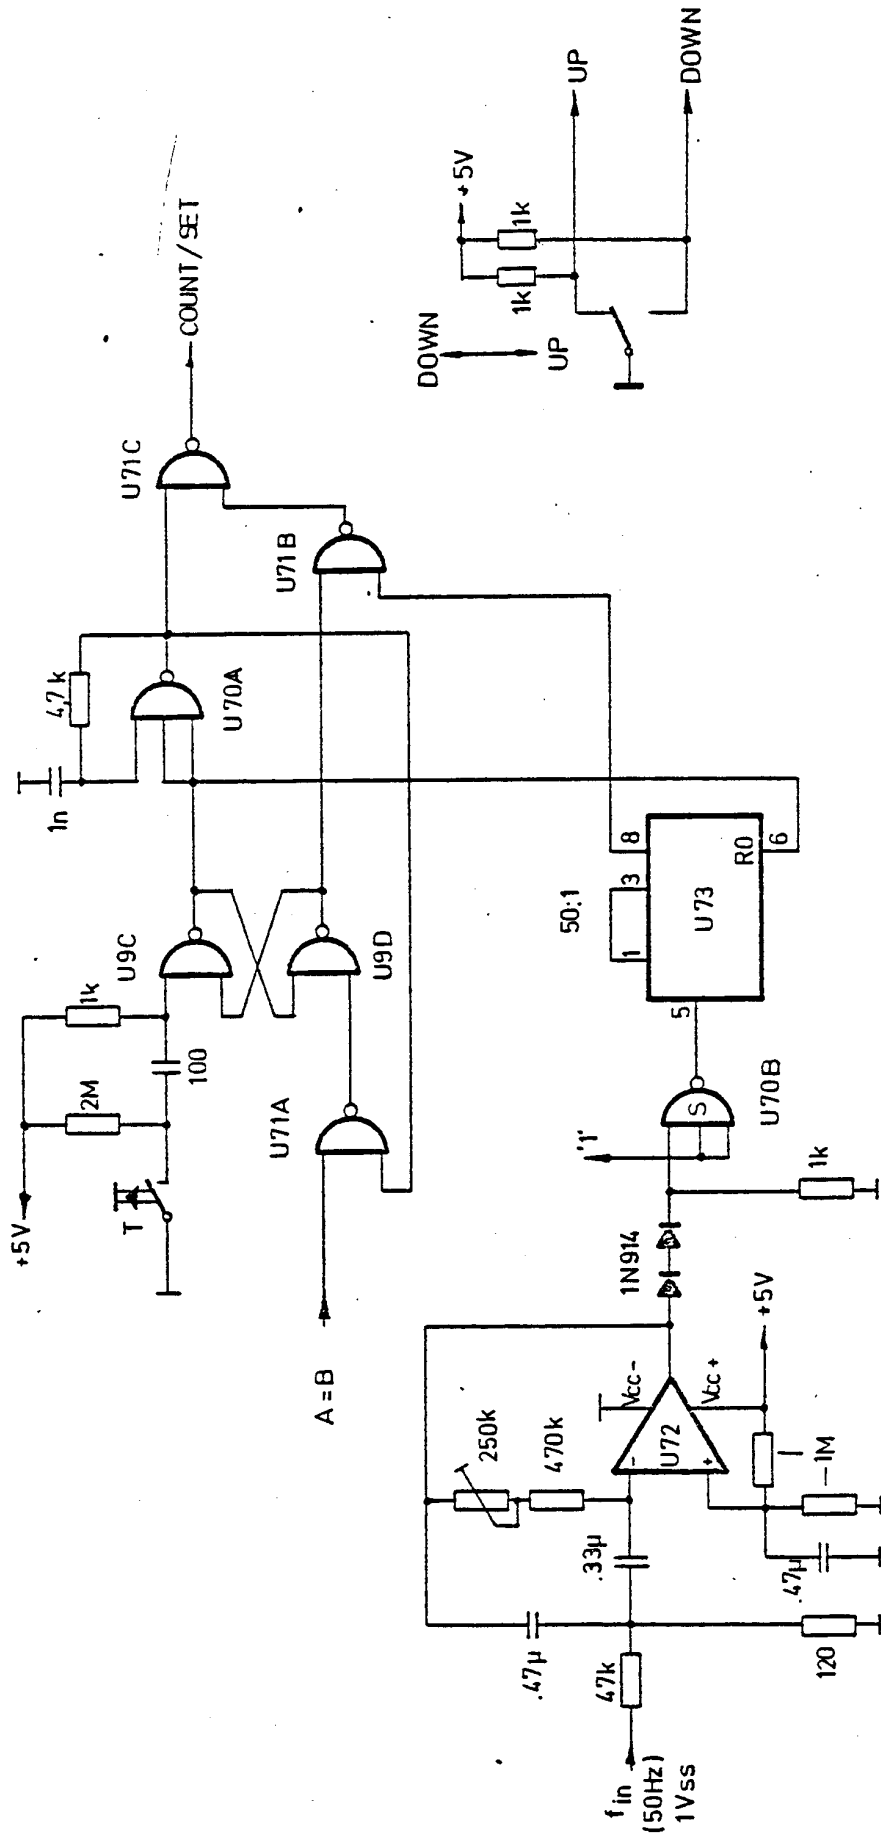 +5V
T
2M
1k
100
U9C
1n
4,7k
U70A
U71C
COUNT/SET
A=B
U71A
U9D
U71B
DOWN
UP
1k
1k
+5V
UP
DOWN
f in
(50Hz)
1Vss
47k
.47µ
.33µ
250k
470k
-
+
U72
Vcc-
Vcc+
+5V
1M
.47µ
120
1N914
'1'
S
U70B
1k
50:1
5
1
3
8
U73
R0
6